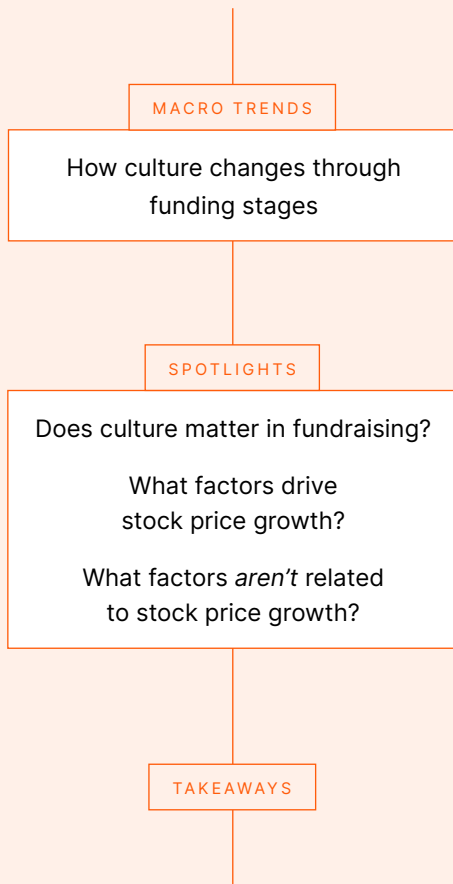 MACRO TRENDS
How culture changes through
funding stages
SPOTLIGHTS
Does culture matter in fundraising?
What factors drive
stock price growth?
What factors aren’t related
to stock price growth?
TAKEAWAYS